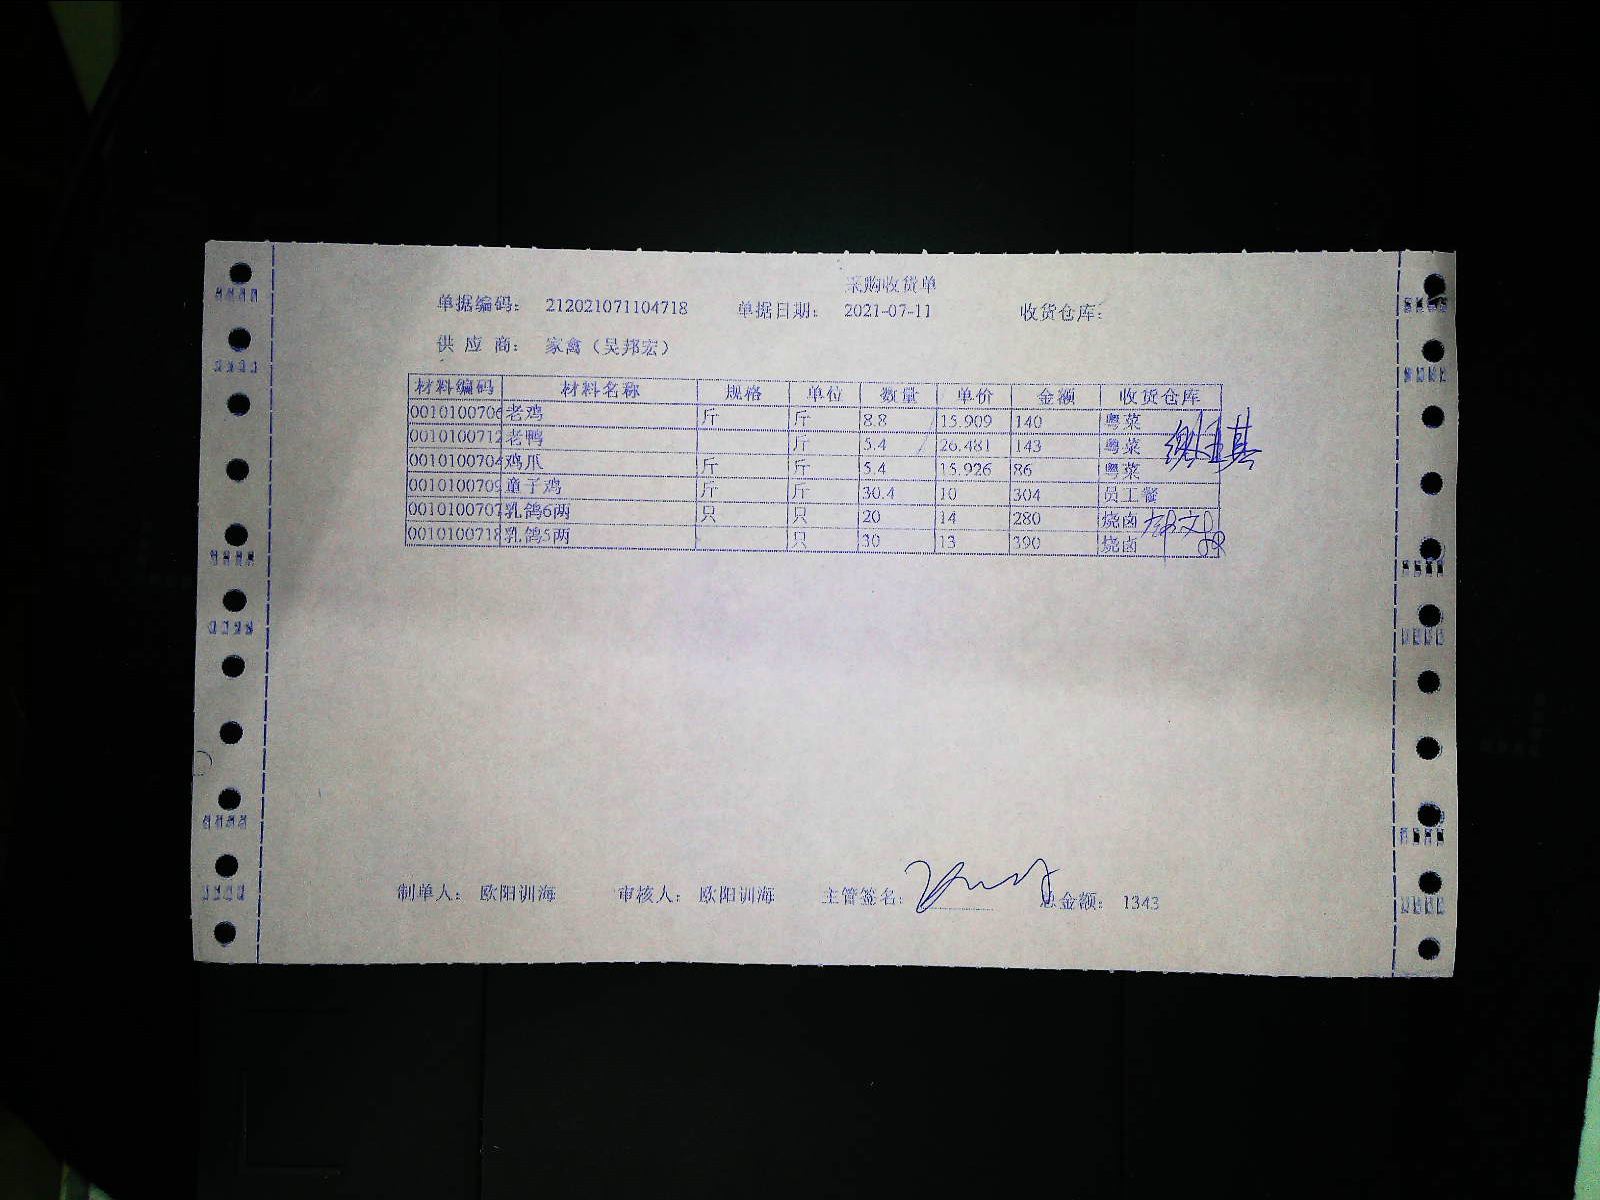 采购收货单
单据编码： 212021071104718 单据日期： 2021-07-11 收货仓库：
供 应 商： 家禽（吴邦宏）
材料编码 材料名称 规格 单位 数量 单价 金额 收货仓库
0010100706 老鸡 斤 斤 8.8 15.909 140 粤菜
0010100712 老鸭 斤 5.4 26.481 143 粤菜
0010100704 鸡爪 斤 斤 5.4 15.926 86 粤菜
0010100709 童子鸡 斤 斤 30.4 10 304 员工餐
0010100707 乳鸽6两 只 只 20 14 280 烧卤
0010100718 乳鸽5两 只 30 13 390 烧卤
制单人： 欧阳训海 审核人： 欧阳训海 主管签名： 总金额： 1343